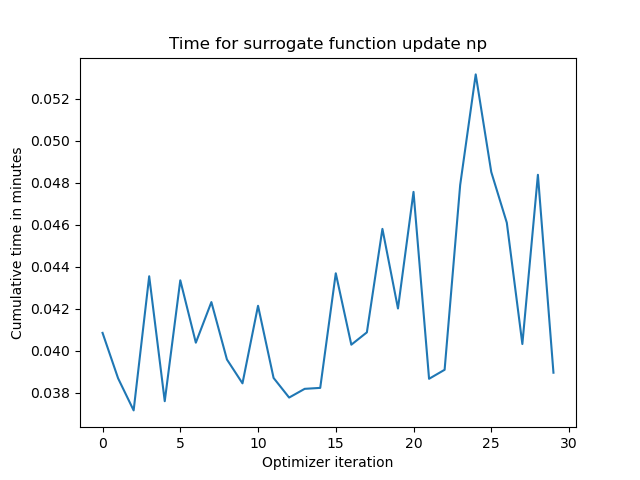 Time for surrogate function update np
Cumulative time in minutes
0.052
0.050
0.048
0.046
0.044
0.042
0.040
0.038
0 5 10 15 20 25 30
Optimizer iteration